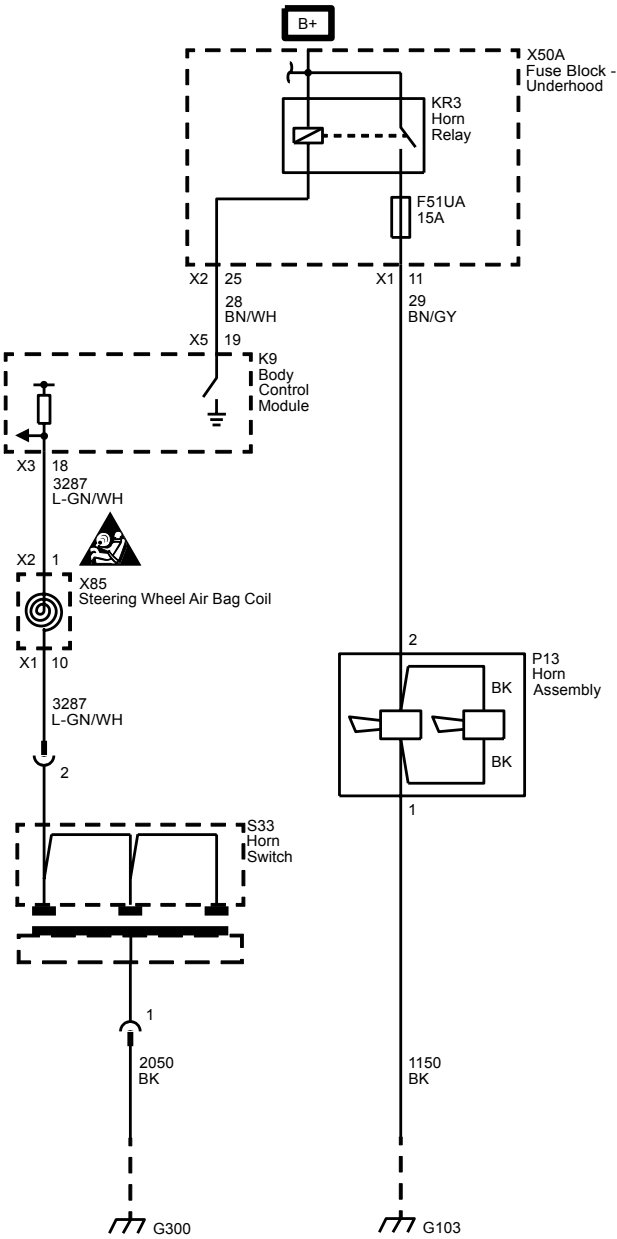 B+
X50A
Fuse Block -
Underhood
KR3
Horn
Relay
F51UA
15A
X2 25
X1 11
28
BN/WH
29
BN/GY
X5 19
K9
Body
Control
Module
X3 18
3287
L-GN/WH
X2 1
X85
Steering Wheel Air Bag Coil
X1 10
3287
L-GN/WH
2
2
P13
Horn
Assembly
BK
BK
1
S33
Horn
Switch
1
2050
BK
1150
BK
G300
G103